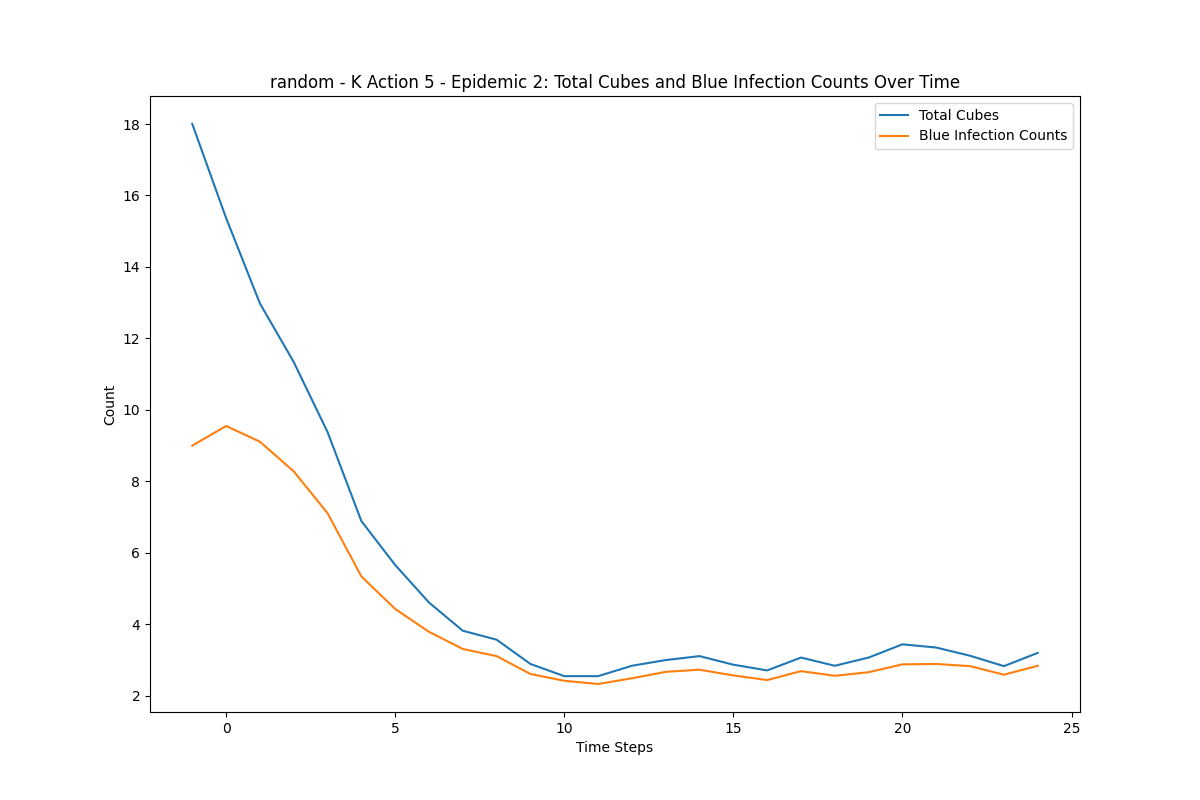 random - K Action 5 - Epidemic 2: Total Cubes and Blue Infection Counts Over Time
Total Cubes
Blue Infection Counts
18
16
14
12
10
8
6
4
2
Count
0 5 10 15 20 25
Time Steps